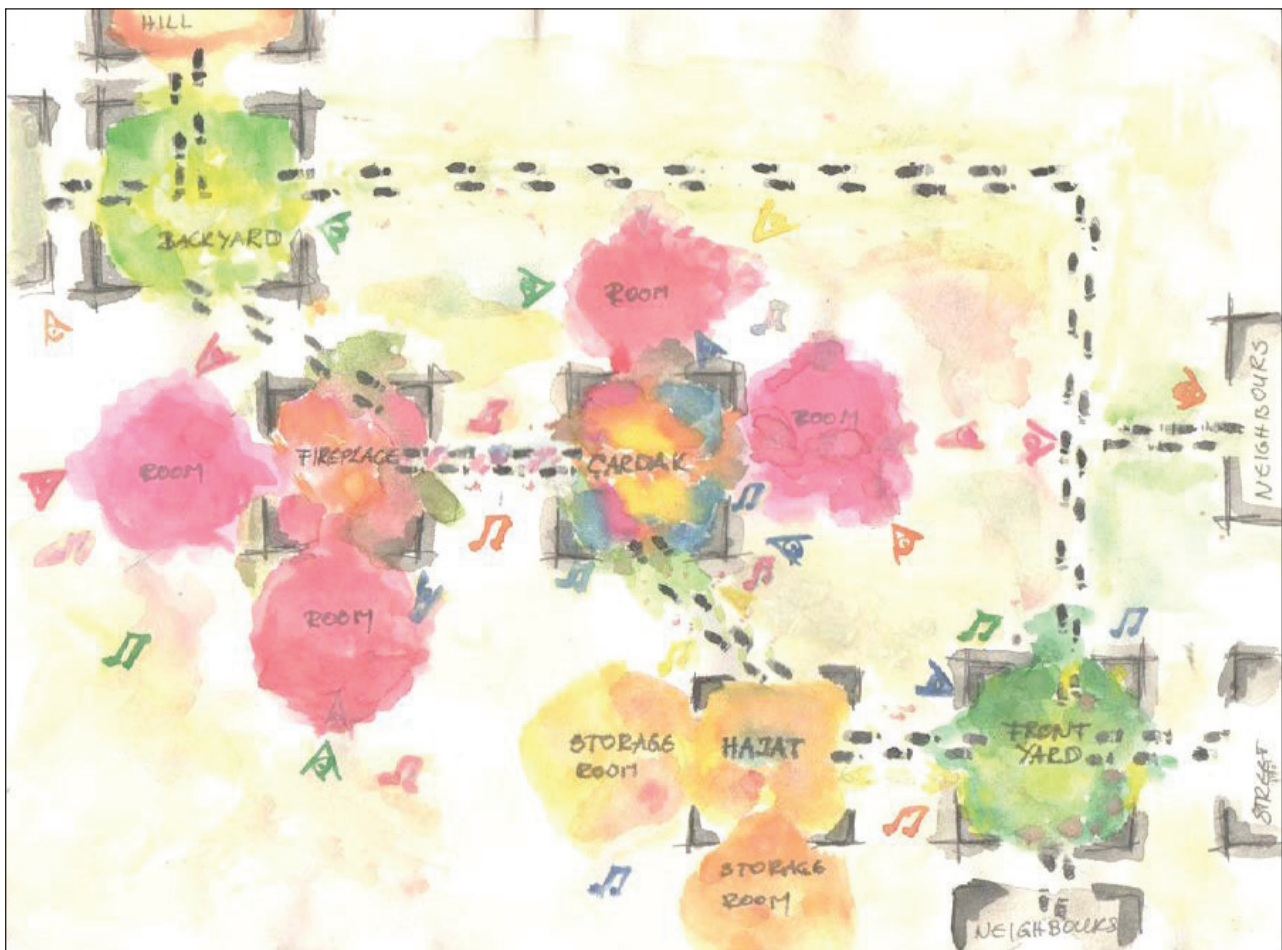 HILL
BACKYARD
ROOM
ROOM
ROOM
FIREPLACE
ČARDAK
NEIGHBOURS
ROOM
STORAGE
ROOM
HAJAT
FRONT
YARD
STREET
STORAGE
ROOM
NEIGHBOURS